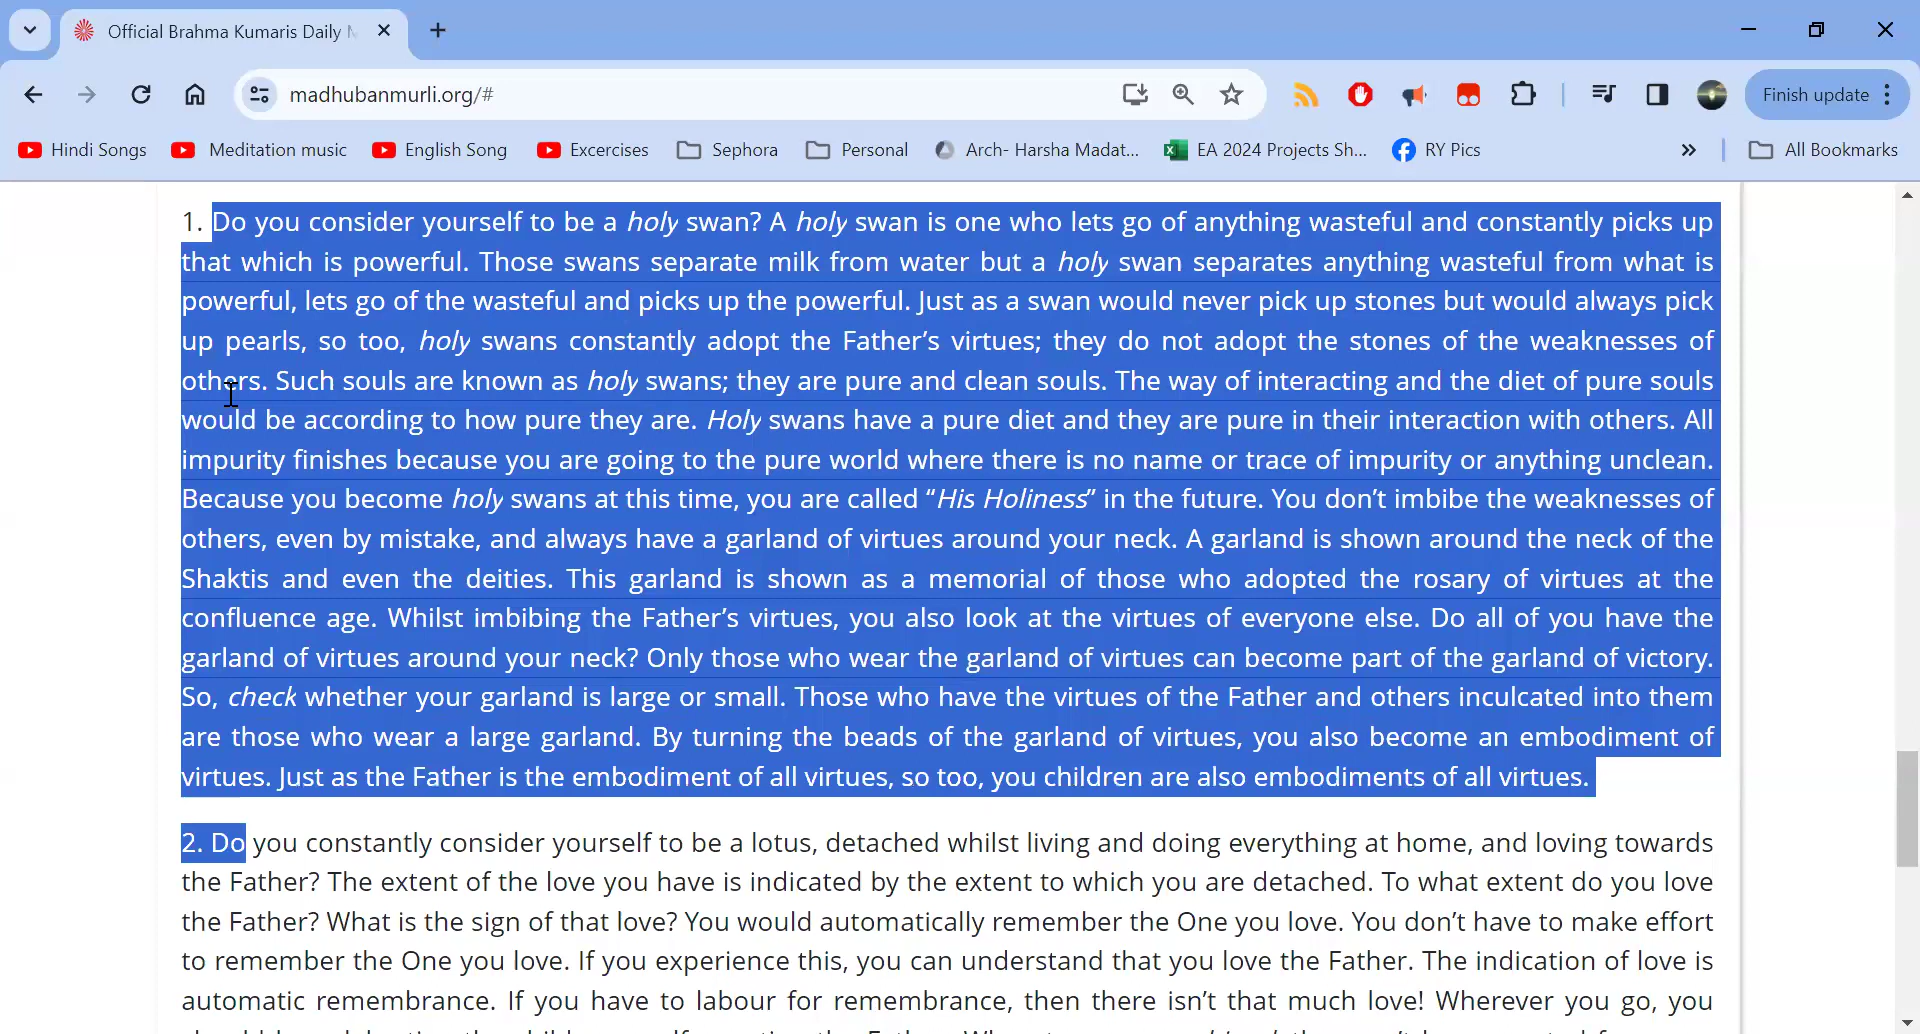 Official Brahma Kumaris Daily
madhubanmurli.org/#
Finish update
Hindi Songs
Meditation music
English Song
Excercises
Sephora
Personal
Arch- Harsha Madat...
EA 2024 Projects Sh...
RY Pics
All Bookmarks
1. Do you consider yourself to be a holy swan? A holy swan is one who lets go of anything wasteful and constantly picks up
that which is powerful. Those swans separate milk from water but a holy swan separates anything wasteful from what is
powerful, lets go of the wasteful and picks up the powerful. Just as a swan would never pick up stones but would always pick
up pearls, so too, holy swans constantly adopt the Father’s virtues; they do not adopt the stones of the weaknesses of
others. Such souls are known as holy swans; they are pure and clean souls. The way of interacting and the diet of pure souls
would be according to how pure they are. Holy swans have a pure diet and they are pure in their interaction with others. All
impurity finishes because you are going to the pure world where there is no name or trace of impurity or anything unclean.
Because you become holy swans at this time, you are called “His Holiness” in the future. You don’t imbibe the weaknesses of
others, even by mistake, and always have a garland of virtues around your neck. A garland is shown around the neck of the
Shaktis and even the deities. This garland is shown as a memorial of those who adopted the rosary of virtues at the
confluence age. Whilst imbibing the Father’s virtues, you also look at the virtues of everyone else. Do all of you have the
garland of virtues around your neck? Only those who wear the garland of virtues can become part of the garland of victory.
So, check whether your garland is large or small. Those who have the virtues of the Father and others inculcated into them
are those who wear a large garland. By turning the beads of the garland of virtues, you also become an embodiment of
virtues. Just as the Father is the embodiment of all virtues, so too, you children are also embodiments of all virtues.
2. Do you constantly consider yourself to be a lotus, detached whilst living and doing everything at home, and loving towards
the Father? The extent of the love you have is indicated by the extent to which you are detached. To what extent do you love
the Father? What is the sign of that love? You would automatically remember the One you love. You don’t have to make effort
to remember the One you love. If you experience this, you can understand that you love the Father. The indication of love is
automatic remembrance. If you have to labour for remembrance, then there isn’t that much love! Wherever you go, you